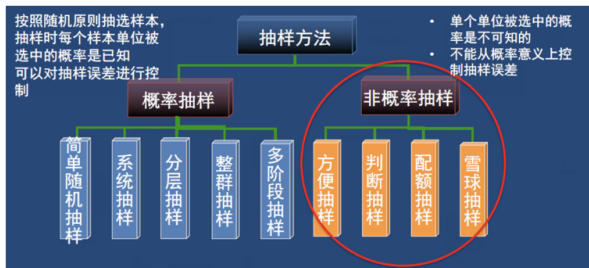 按照随机原则抽选样本，
抽样时每个样本单位被
选中的概率是已知
可以对抽样误差进行控
制
抽样方法
• 单个单位被选中的概
率是不可知的
• 不能从概率意义上控
制抽样误差
概率抽样
非概率抽样
简单随机抽样
系统抽样
分层抽样
整群抽样
多阶段抽样
方便抽样
判断抽样
配额抽样
雪球抽样